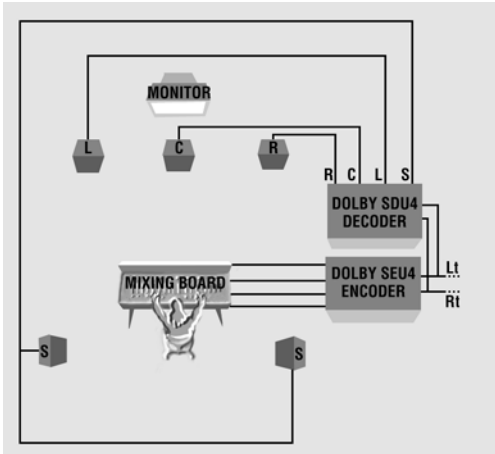 MONITOR
L
C
R
R C L S
DOLBY SDU4
DECODER
MIXING BOARD
DOLBY SEU4
ENCODER
Lt
Rt
S
S